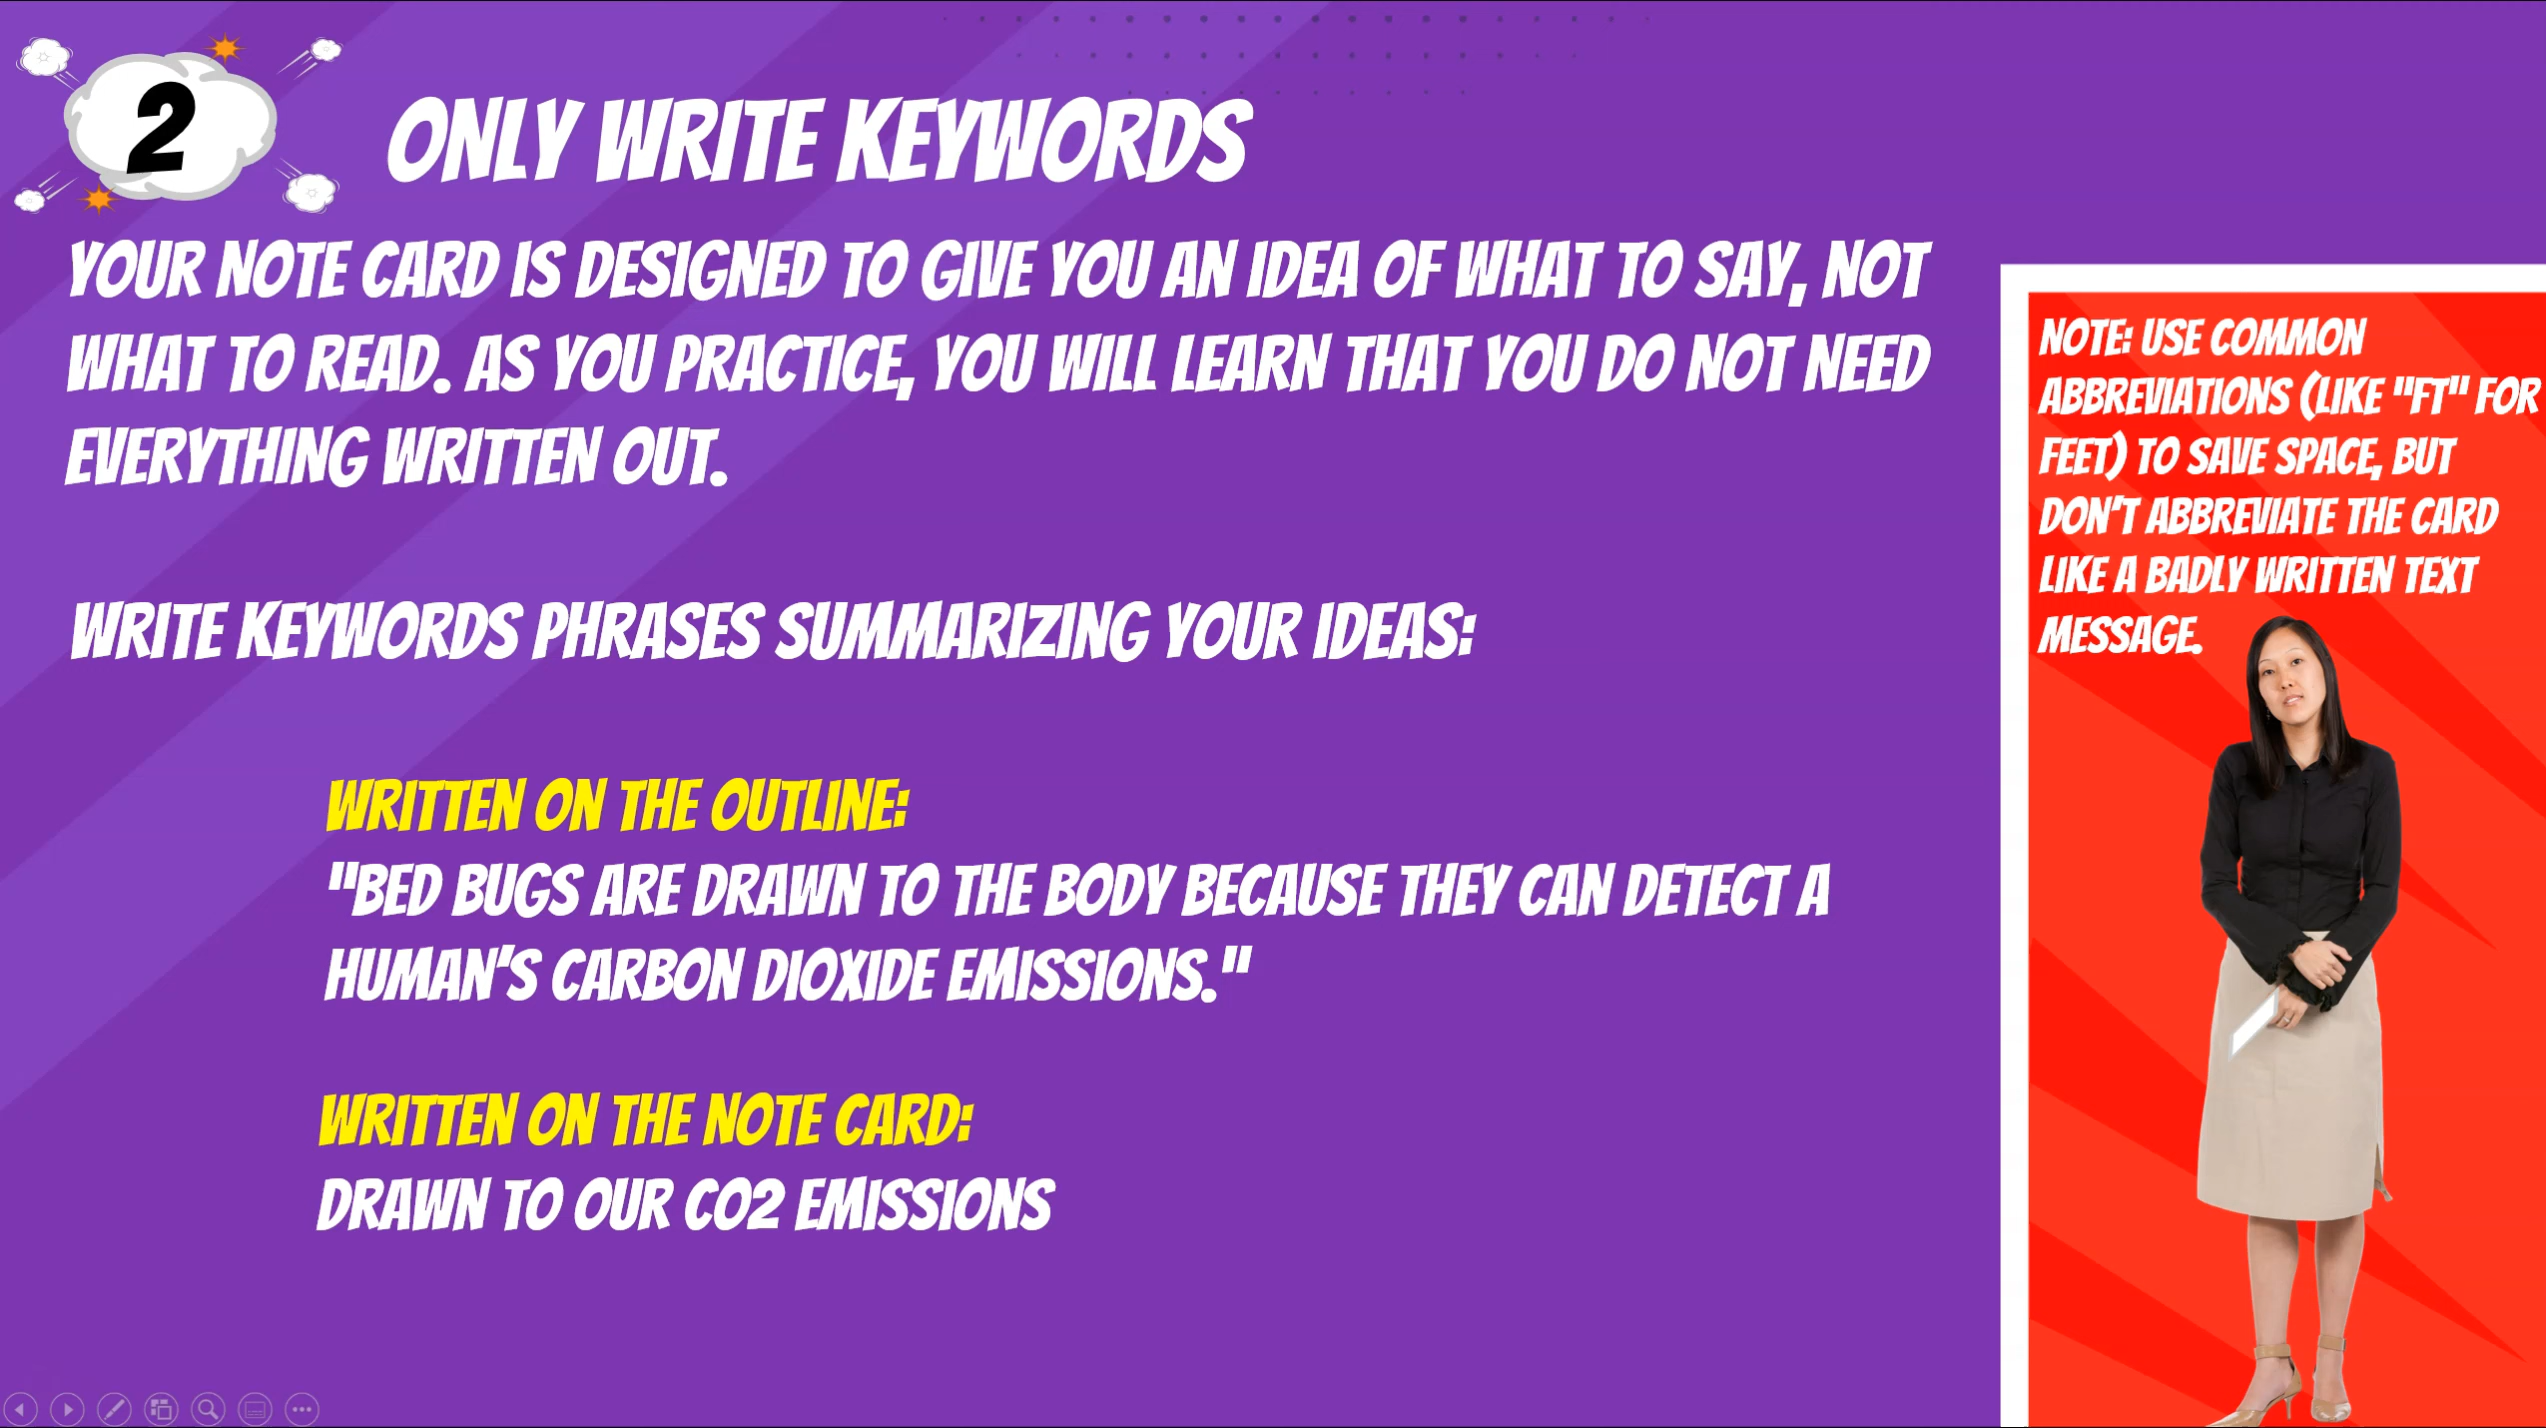 2
ONLY WRITE KEYWORDS
YOUR NOTE CARD IS DESIGNED TO GIVE YOU AN IDEA OF WHAT TO SAY, NOT
WHAT TO READ. AS YOU PRACTICE, YOU WILL LEARN THAT YOU DO NOT NEED
EVERYTHING WRITTEN OUT.
WRITE KEYWORDS PHRASES SUMMARIZING YOUR IDEAS:
WRITTEN ON THE OUTLINE:
"BED BUGS ARE DRAWN TO THE BODY BECAUSE THEY CAN DETECT A
HUMAN'S CARBON DIOXIDE EMISSIONS."
WRITTEN ON THE NOTE CARD:
DRAWN TO OUR CO2 EMISSIONS
NOTE: USE COMMON
ABBREVIATIONS (LIKE "FT" FOR
FEET) TO SAVE SPACE, BUT
DON'T ABBREVIATE THE CARD
LIKE A BADLY WRITTEN TEXT
MESSAGE.